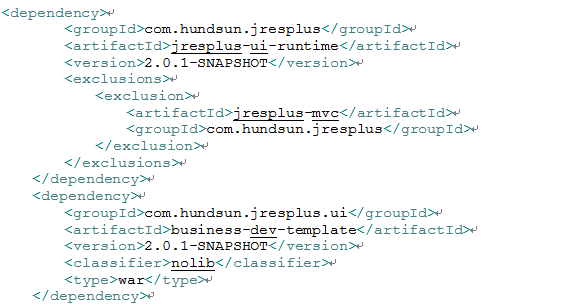 <dependency>
<groupId>com.hundsun.jresplus</groupId>
<artifactId>jresplus-ui-runtime</artifactId>
<version>2.0.1-SNAPSHOT</version>
<exclusions>
<exclusion>
<artifactId>jresplus-mvc</artifactId>
<groupId>com.hundsun.jresplus</groupId>
</exclusion>
</exclusions>
</dependency>
<dependency>
<groupId>com.hundsun.jresplus.ui</groupId>
<artifactId>business-dev-template</artifactId>
<version>2.0.1-SNAPSHOT</version>
<classifier>nolib</classifier>
<type>war</type>
</dependency>